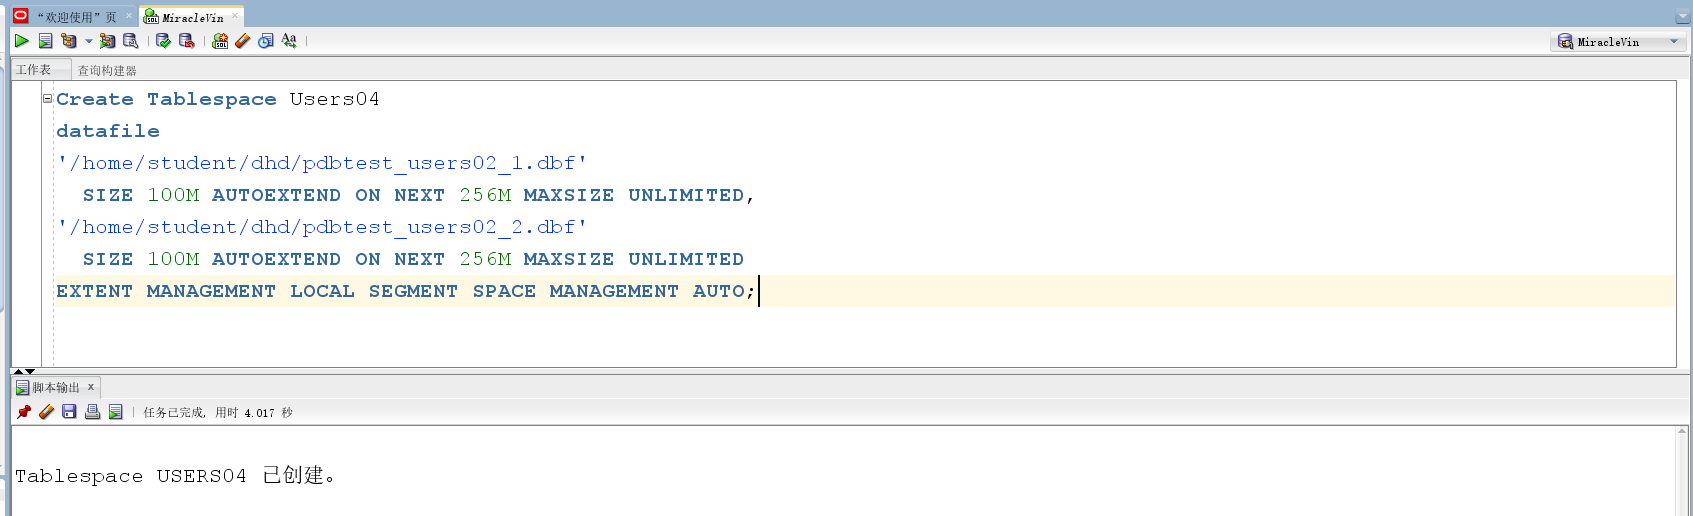 “欢迎使用”页
MiracleVin
MiracleVin
工作表
查询构建器
Create Tablespace Users04
datafile
'/home/student/dhd/pdbtest_users02_1.dbf'
SIZE 100M AUTOEXTEND ON NEXT 256M MAXSIZE UNLIMITED,
'/home/student/dhd/pdbtest_users02_2.dbf'
SIZE 100M AUTOEXTEND ON NEXT 256M MAXSIZE UNLIMITED
EXTENT MANAGEMENT LOCAL SEGMENT SPACE MANAGEMENT AUTO;
脚本输出 x
任务已完成, 用时 4.017 秒
Tablespace USERS04 已创建。